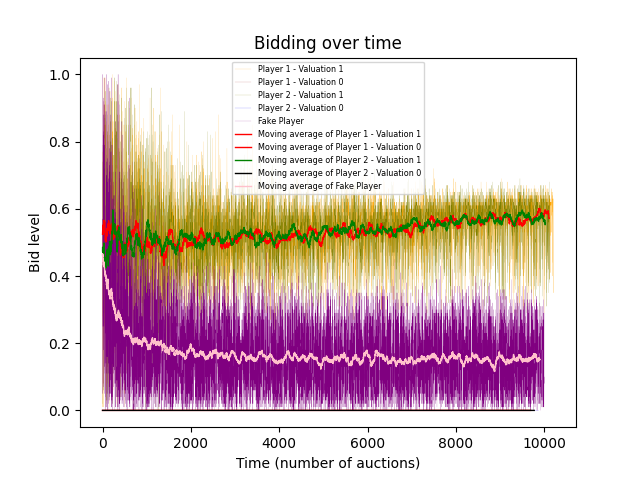 Bidding over time
Player 1 - Valuation 1
Player 1 - Valuation 0
Player 2 - Valuation 1
Player 2 - Valuation 0
Fake Player
Moving average of Player 1 - Valuation 1
Moving average of Player 1 - Valuation 0
Moving average of Player 2 - Valuation 1
Moving average of Player 2 - Valuation 0
Moving average of Fake Player
Bid level
1.0
0.8
0.6
0.4
0.2
0.0
0 2000 4000 6000 8000 10000
Time (number of auctions)